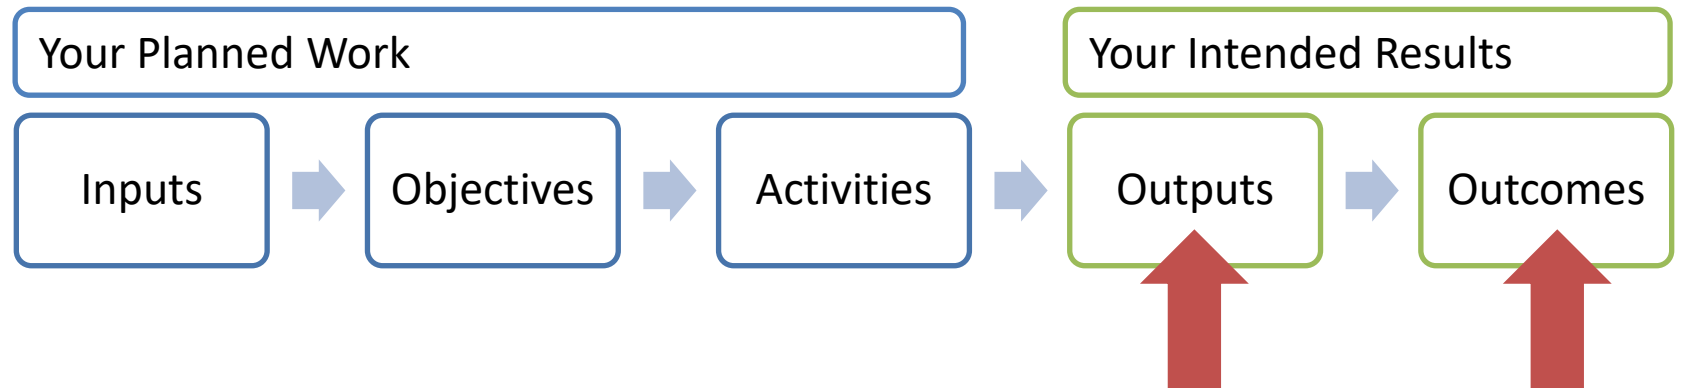 Your Planned Work
Your Intended Results
Inputs
Objectives
Activities
Outputs
Outcomes